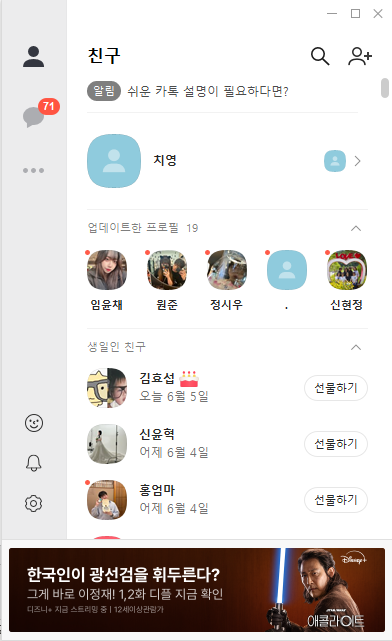 친구
알림 쉬운 카톡 설명이 필요하다면?
71
치영
업데이트한 프로필 19
임윤채 원준 정시우 . 신현정
생일인 친구
김효섭
오늘 6월 5일
선물하기
신윤혁
어제 6월 4일
선물하기
홍엄마
어제 6월 4일
선물하기
Disney+
한국인이 광선검을 휘두른다?
그게 바로 이정재! 1,2화 디플 지금 확인
디즈니+ 지금 스트리밍 중 | 12세이상관람가
STAR WARS
애콜라이트